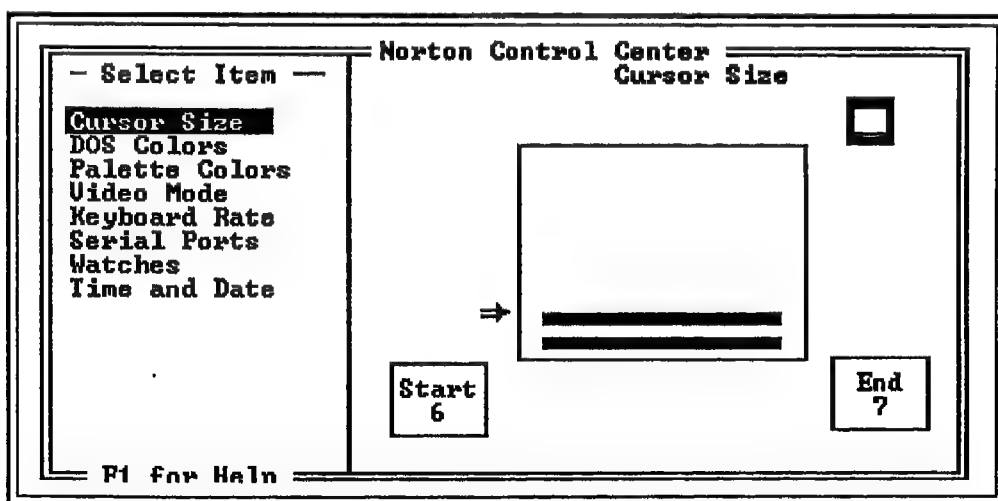 Norton Control Center
— Select Item —
Cursor Size
DOS Colors
Palette Colors
Video Mode
Keyboard Rate
Serial Ports
Watches
Time and Date
F1 for Help
Cursor Size
Start
6
End
7